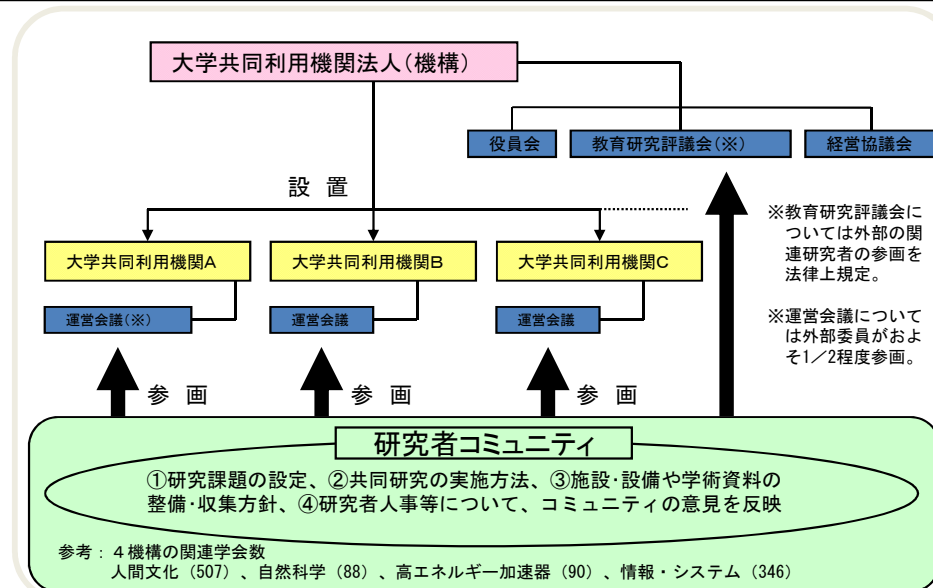 大学共同利用機関法人(機構)
役員会
教育研究評議会(※)
経営協議会
設 置
※教育研究評議会に
ついては外部の関
連研究者の参画を
法律上規定。
大学共同利用機関A
大学共同利用機関B
大学共同利用機関C
運営会議(※)
運営会議
運営会議
※運営会議について
は外部委員がおよ
そ1/2程度参画。
参 画
参 画
参 画
研究者コミュニティ
①研究課題の設定、②共同研究の実施方法、③施設・設備や学術資料の
整備・収集方針、④研究者人事等について、コミュニティの意見を反映
参考:4機構の関連学会数
人間文化(507)、自然科学(88)、高エネルギー加速器(90)、情報・システム(346)